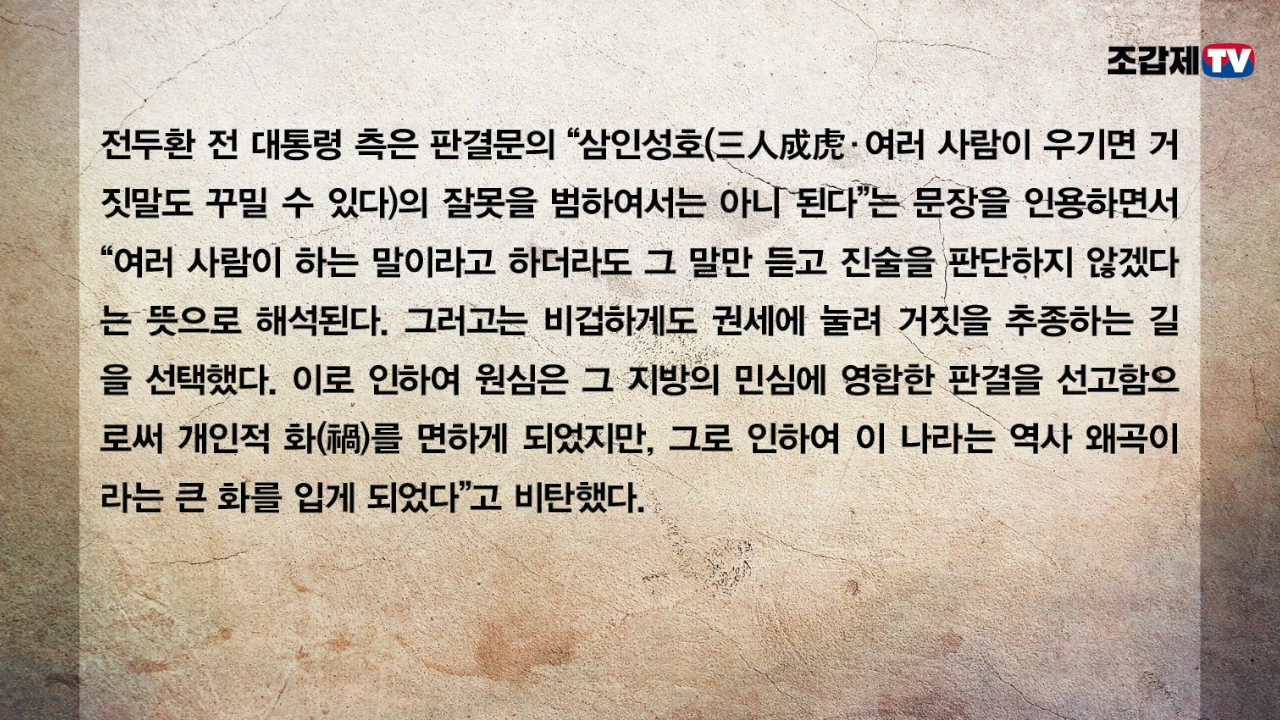 조갑제TV
전두환 전 대통령 측은 판결문의 “삼인성호(三人成虎·여러 사람이 우기면 거
짓말도 꾸밀 수 있다)의 잘못을 범하여서는 아니 된다”는 문장을 인용하면서
“여러 사람이 하는 말이라고 하더라도 그 말만 듣고 진술을 판단하지 않겠다
는 뜻으로 해석된다. 그러고는 비겁하게도 권세에 눌려 거짓을 추종하는 길
을 선택했다. 이로 인하여 원심은 그 지방의 민심에 영합한 판결을 선고함으
로써 개인적 화(禍)를 면하게 되었지만, 그로 인하여 이 나라는 역사 왜곡이
라는 큰 화를 입게 되었다”고 비탄했다.